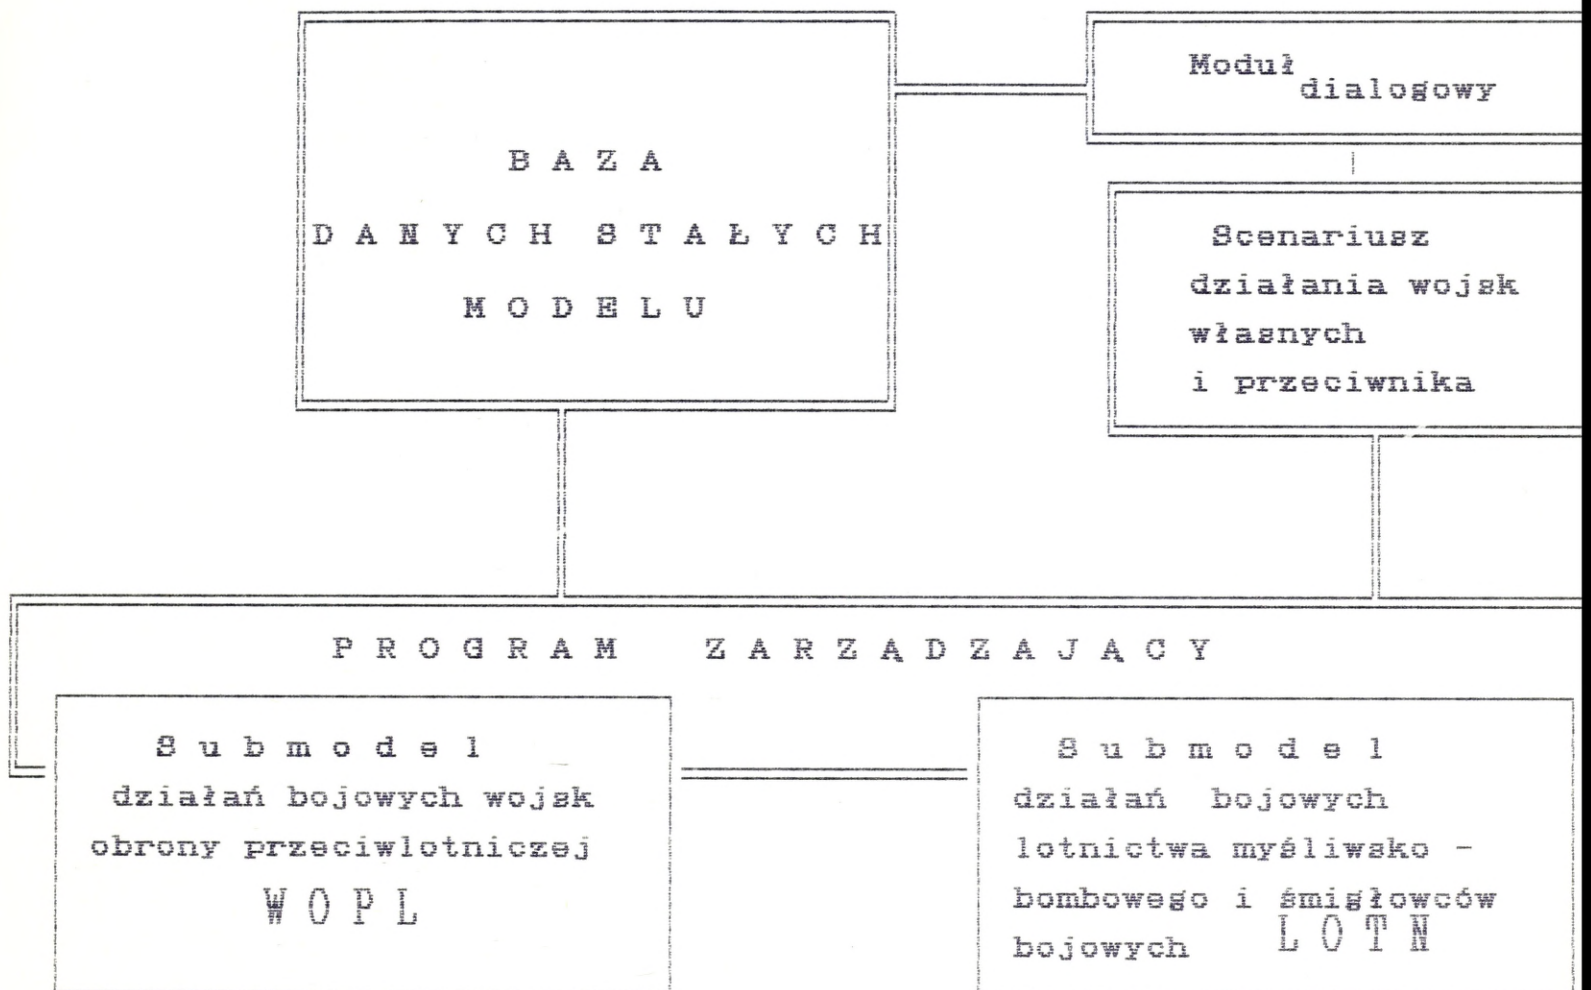 B A Z A
D A N Y C H  S T A Ł Y C H
M O D E L U
Moduł
dialogowy
Scenariusz
działania wojsk
własnych
i przeciwnika
P R O G R A M  Z A R Z Ą D Z A J Ą C Y
S u b m o d e l
działań bojowych wojsk
obrony przeciwlotniczej
W O P L
S u b m o d e l
działań bojowych
lotnictwa myśliwsko -
bombowego i śmigłowców
bojowych L O T N